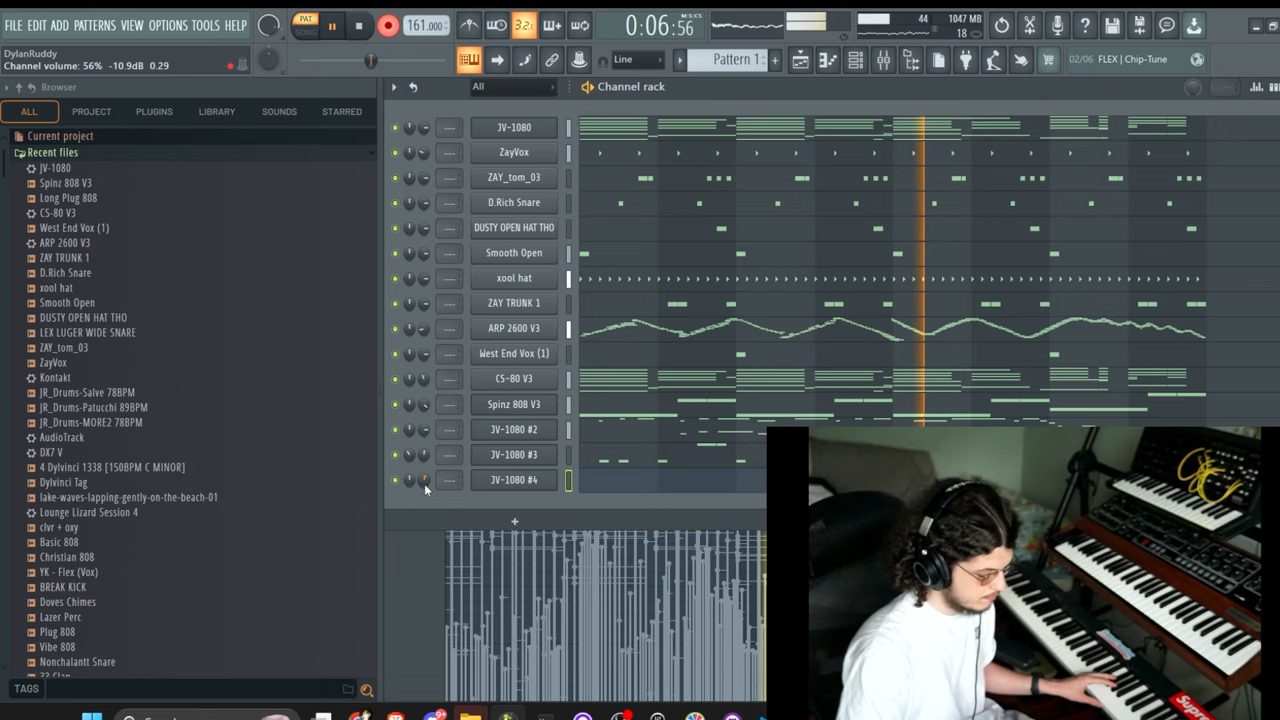 FILE EDIT ADD PATTERNS VIEW OPTIONS TOOLS HELP
PAT
SONG
161.000
3.2.
0:06:56
M:S:CS
44
1047 MB
18
DylanRuddy
Channel volume: 56% -10.9dB 0.29
Line
Pattern 1
02/06 FLEX | Chip-Tune
Browser
All
Channel rack
ALL
PROJECT
PLUGINS
LIBRARY
SOUNDS
STARRED
Current project
Recent files
JV-1080
Spinz 808 V3
Long Plug 808
CS-80 V3
West End Vox (1)
ARP 2600 V3
ZAY TRUNK 1
D.Rich Snare
xool hat
Smooth Open
DUSTY OPEN HAT THO
LEX LUGER WIDE SNARE
ZAY_tom_03
ZayVox
Kontakt
JR_Drums-Salve 78BPM
JR_Drums-Patucchi 89BPM
JR_Drums-MORE2 78BPM
AudioTrack
DX7 V
4 Dylvinci 1338 [150BPM C MINOR]
Dylvinci Tag
lake-waves-lapping-gently-on-the-beach-01
Lounge Lizard Session 4
clvr + oxy
Basic 808
Christian 808
YK - Flex (Vox)
BREAK KICK
Doves Chimes
Lazer Perc
Plug 808
Vibe 808
Nonchalantt Snare
TAGS
JV-1080
ZayVox
ZAY_tom_03
D.Rich Snare
DUSTY OPEN HAT THO
Smooth Open
xool hat
ZAY TRUNK 1
ARP 2600 V3
West End Vox (1)
CS-80 V3
Spinz 808 V3
JV-1080 #2
JV-1080 #3
JV-1080 #4